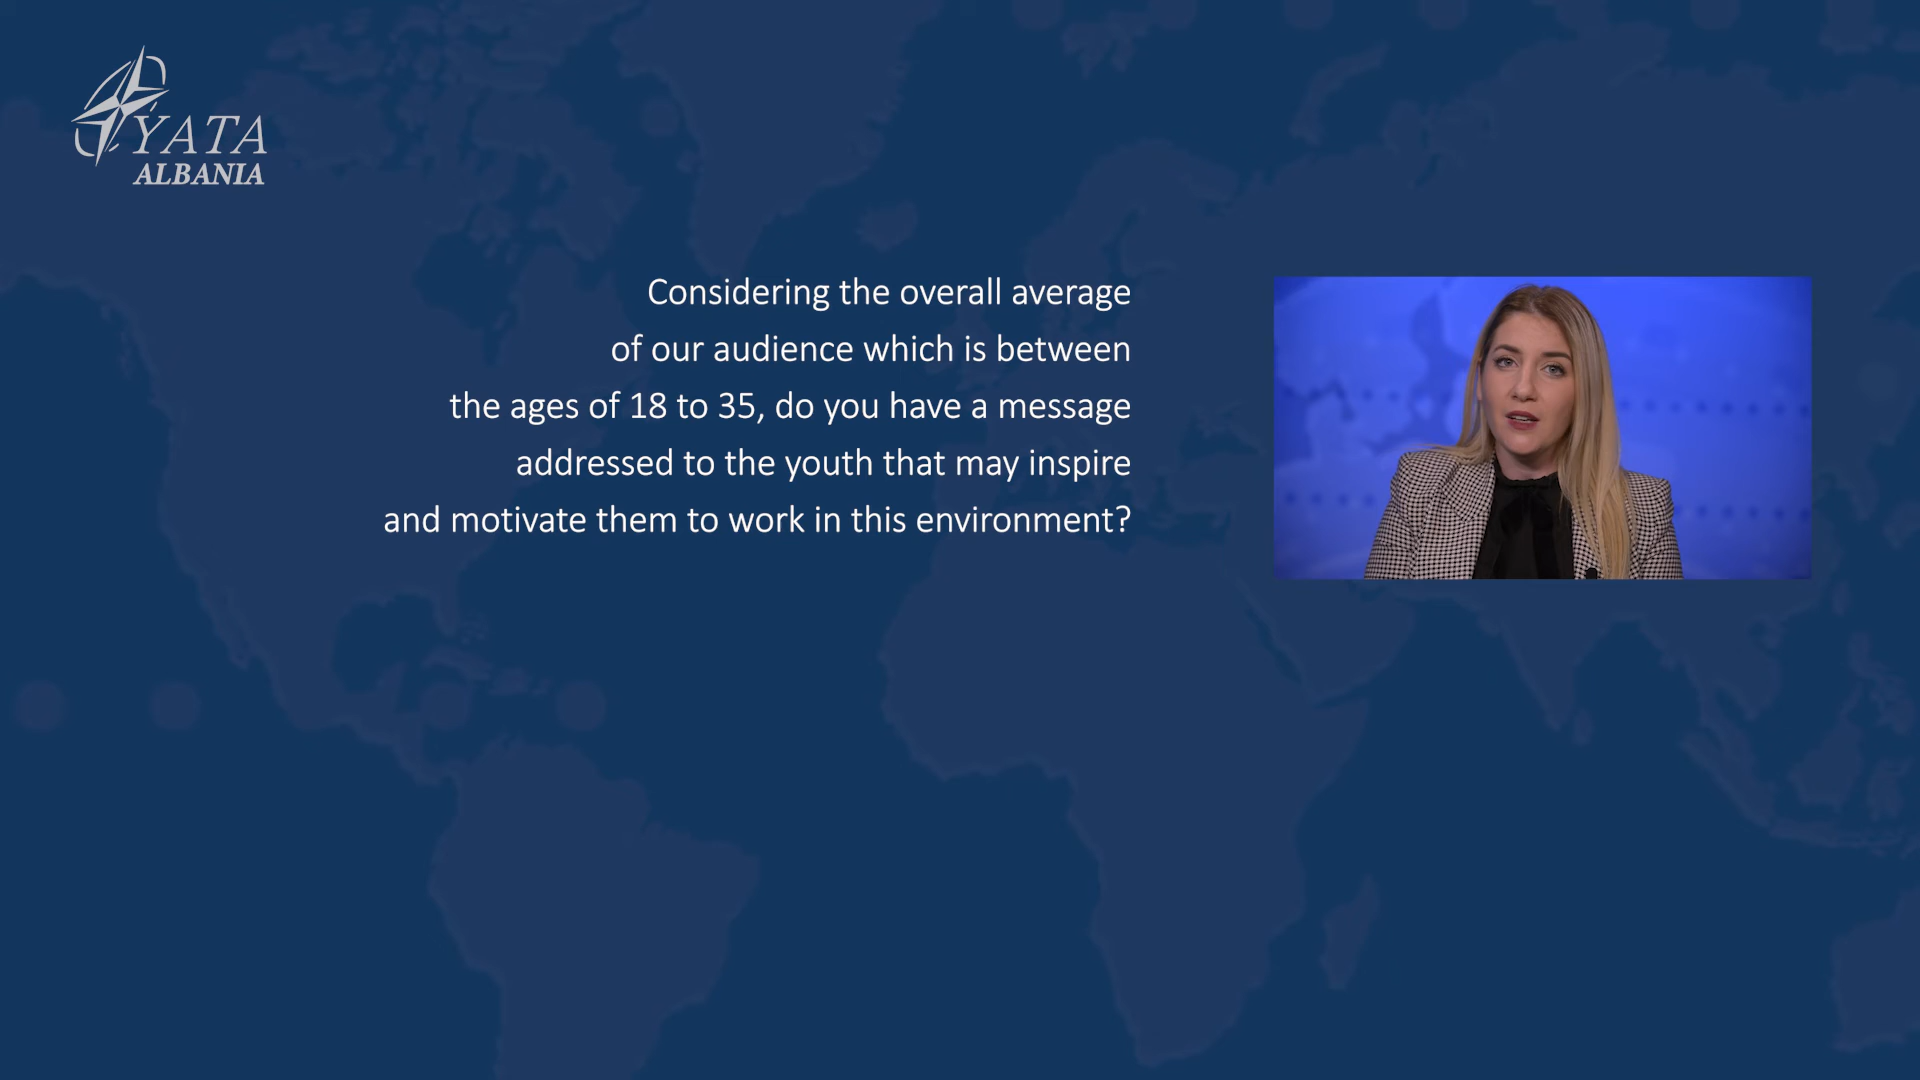 YATA
ALBANIA
Considering the overall average
of our audience which is between
the ages of 18 to 35, do you have a message
addressed to the youth that may inspire
and motivate them to work in this environment?